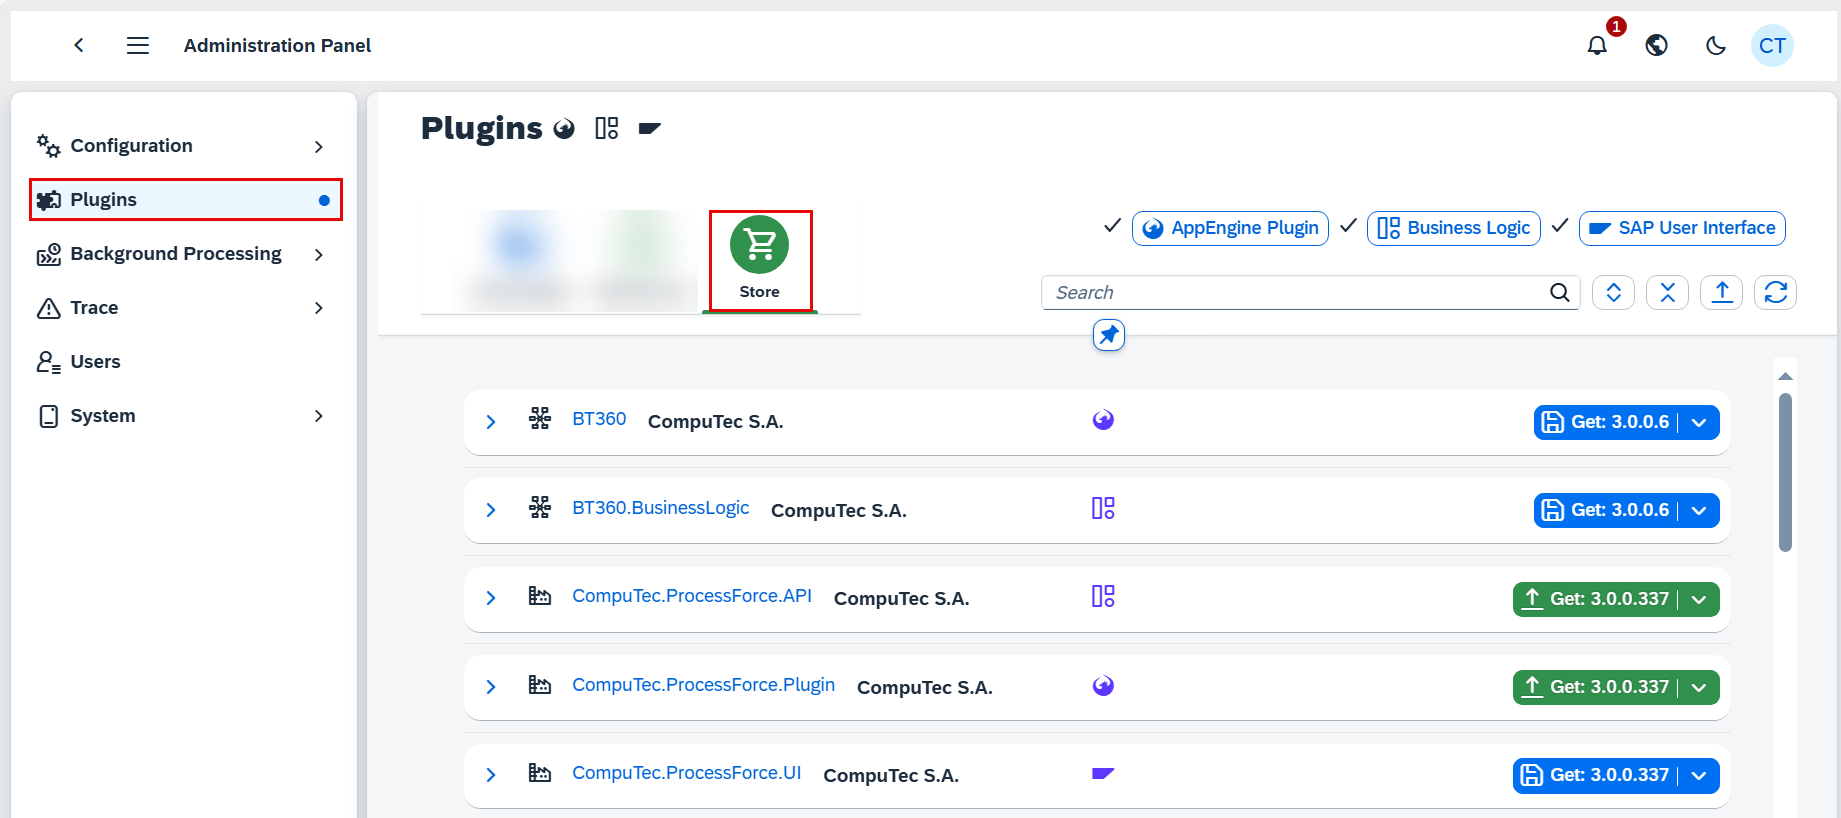 Administration Panel
1
CT
Configuration
Plugins
Background Processing
Trace
Users
System
Plugins
Store
AppEngine Plugin
Business Logic
SAP User Interface
Search
BT360 CompuTec S.A. Get: 3.0.0.6
BT360.BusinessLogic CompuTec S.A. Get: 3.0.0.6
CompuTec.ProcessForce.API CompuTec S.A. Get: 3.0.0.337
CompuTec.ProcessForce.Plugin CompuTec S.A. Get: 3.0.0.337
CompuTec.ProcessForce.UI CompuTec S.A. Get: 3.0.0.337